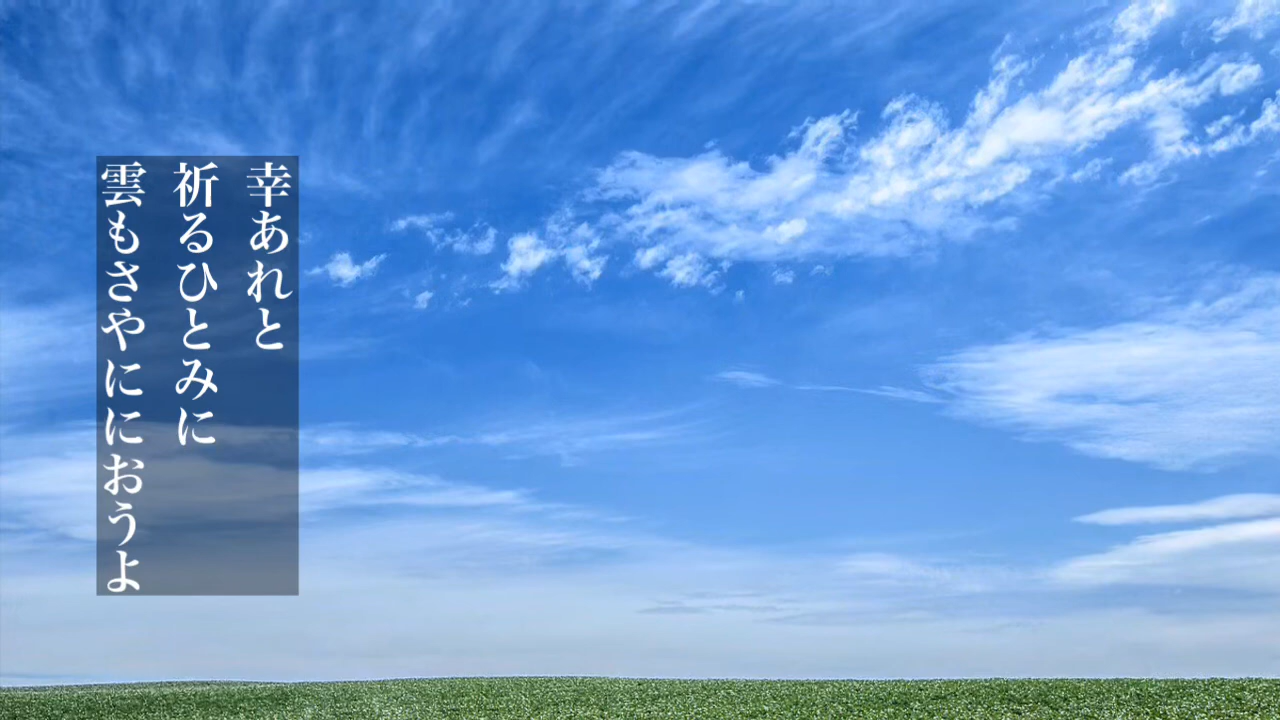 幸あれと
祈るひとみに
雲もさやににおうよ